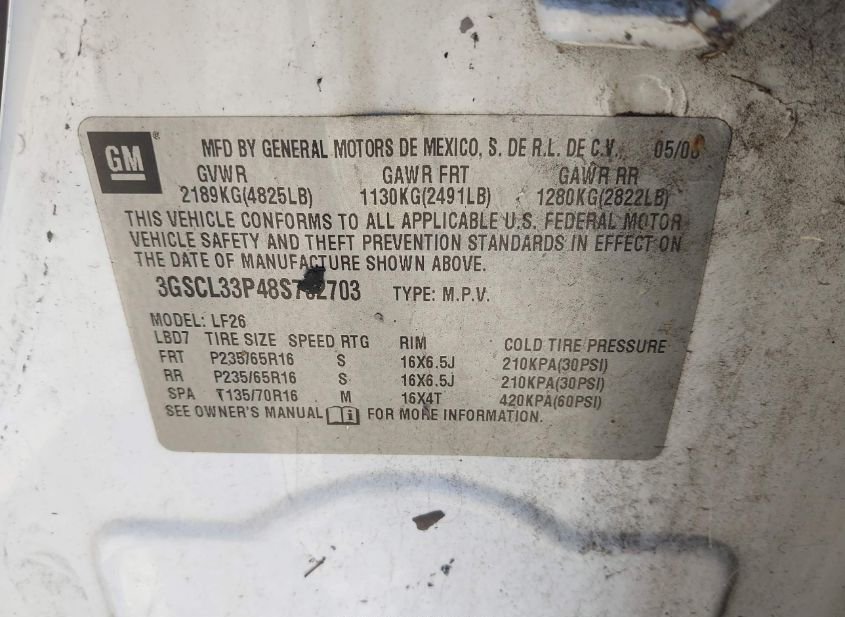 GM
MFD BY GENERAL MOTORS DE MEXICO, S. DE R.L. DE C.V. 05/08
GVWR GAWR FRT GAWR RR
2189KG(4825LB) 1130KG(2491LB) 1280KG(2822LB)
THIS VEHICLE CONFORMS TO ALL APPLICABLE U.S. FEDERAL MOTOR
VEHICLE SAFETY AND THEFT PREVENTION STANDARDS IN EFFECT ON
THE DATE OF MANUFACTURE SHOWN ABOVE.
TYPE: M.P.V.
MODEL: LF26
LBD7 TIRE SIZE SPEED RTG RIM COLD TIRE PRESSURE
FRT P235/65R16 S 16X6.5J 210KPA(30PSI)
RR P235/65R16 S 16X6.5J 210KPA(30PSI)
SPA T135/70R16 M 16X4T 420KPA(60PSI)
SEE OWNER'S MANUAL FOR MORE INFORMATION.